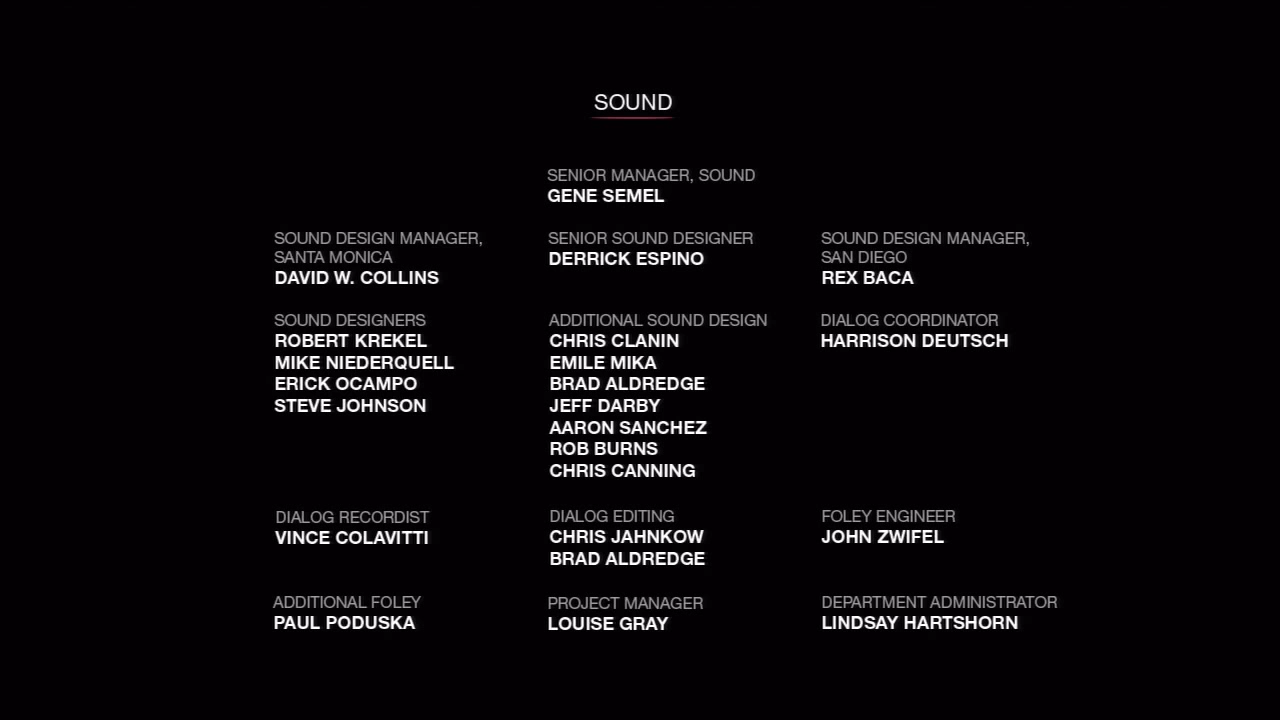 SOUND
SENIOR MANAGER, SOUND
GENE SEMEL
SOUND DESIGN MANAGER,
SANTA MONICA
DAVID W. COLLINS
SENIOR SOUND DESIGNER
DERRICK ESPINO
SOUND DESIGN MANAGER,
SAN DIEGO
REX BACA
SOUND DESIGNERS
ROBERT KREKEL
MIKE NIEDERQUELL
ERICK OCAMPO
STEVE JOHNSON
ADDITIONAL SOUND DESIGN
CHRIS CLANIN
EMILE MIKA
BRAD ALDREDGE
JEFF DARBY
AARON SANCHEZ
ROB BURNS
CHRIS CANNING
DIALOG COORDINATOR
HARRISON DEUTSCH
DIALOG RECORDIST
VINCE COLAVITTI
DIALOG EDITING
CHRIS JAHNKOW
BRAD ALDREDGE
FOLEY ENGINEER
JOHN ZWIFEL
ADDITIONAL FOLEY
PAUL PODUSKA
PROJECT MANAGER
LOUISE GRAY
DEPARTMENT ADMINISTRATOR
LINDSAY HARTSHORN